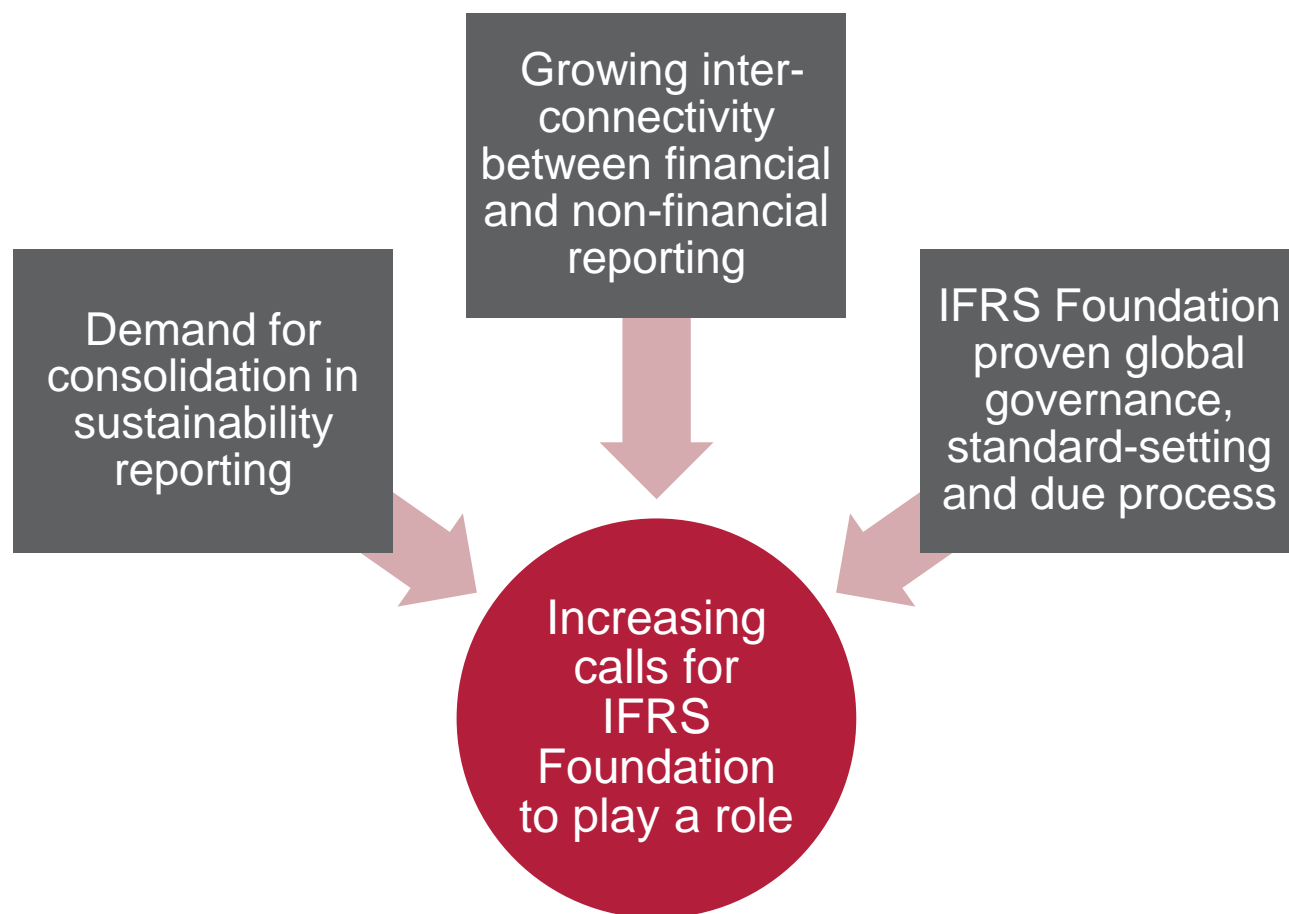 Growing inter-
connectivity
between financial
and non-financial
reporting
Demand for
consolidation in
sustainability
reporting
IFRS Foundation
proven global
governance,
standard-setting
and due process
Increasing
calls for
IFRS
Foundation
to play a role